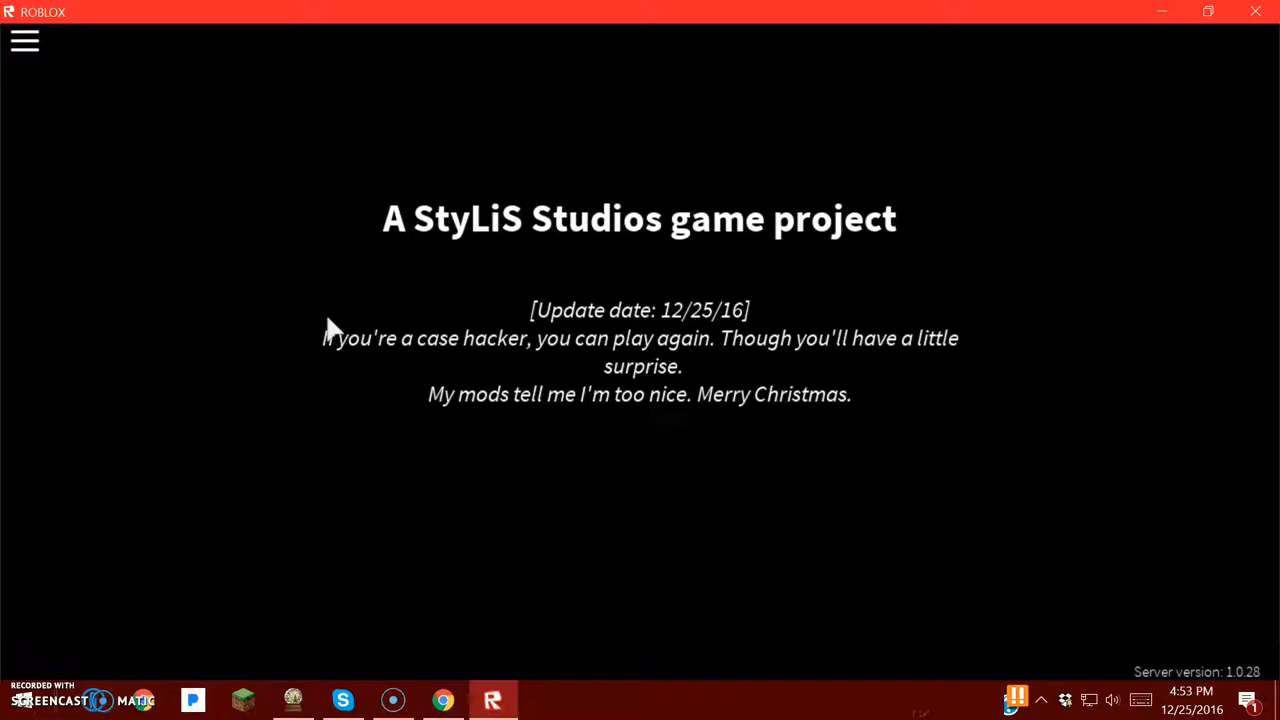 ROBLOX
A StyLiS Studios game project
[Update date: 12/25/16]
If you're a case hacker, you can play again. Though you'll have a little
surprise.
My mods tell me I'm too nice. Merry Christmas.
Server version: 1.0.28
RECORDED WITH
SCREENCAST MATIC
4:53 PM
12/25/2016
1